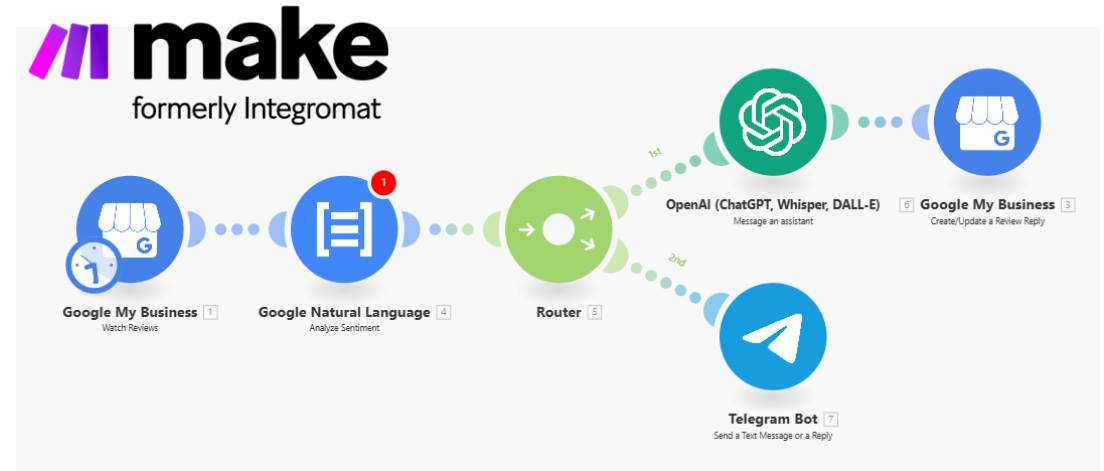 make
formerly Integromat
1
G
Google My Business 1
Watch Reviews
Google Natural Language 4
Analyze Sentiment
Router 5
1st
2nd
OpenAI (ChatGPT, Whisper, DALL-E) 6
Message an assistant
G
Google My Business 3
Create/Update a Review Reply
Telegram Bot 7
Send a Text Message or a Reply